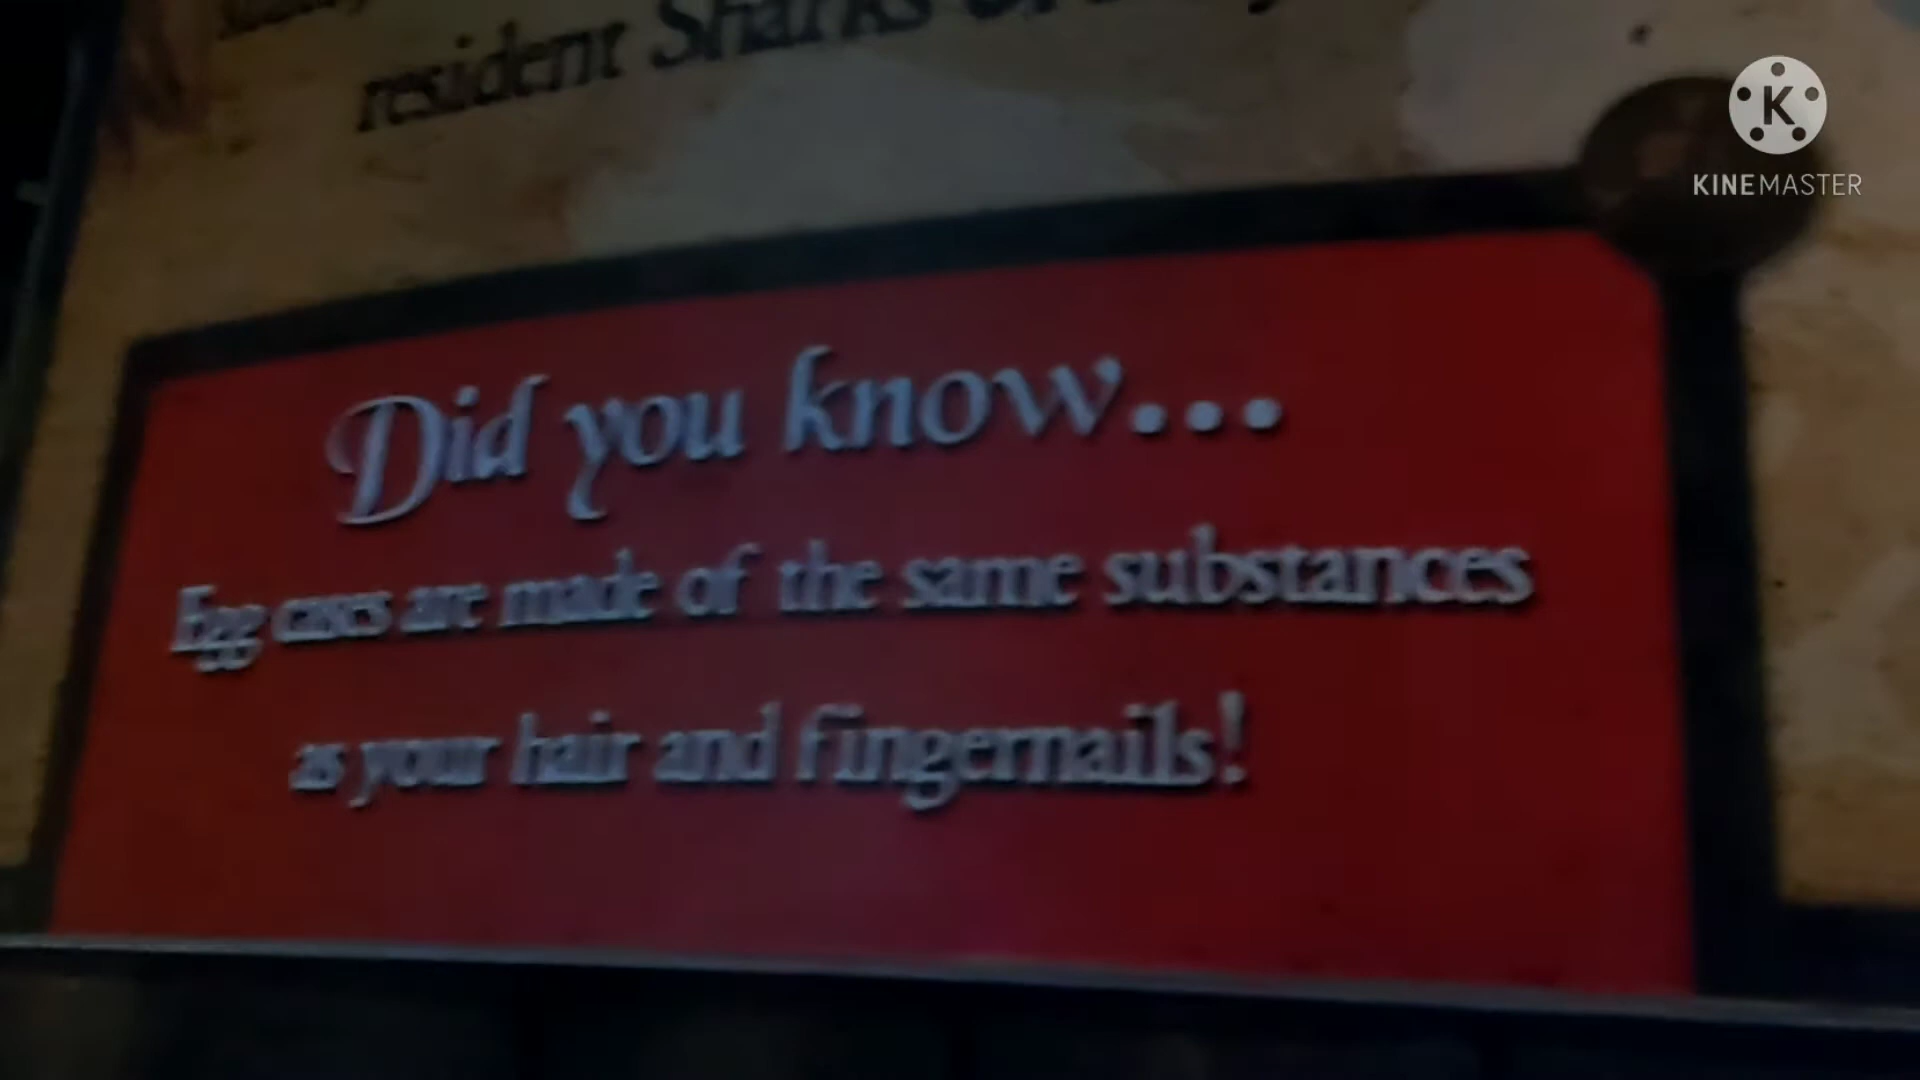 resident Sharks
KINEMASTER
Did you know...
Egg cases are made of the same substances
as your hair and fingernails!